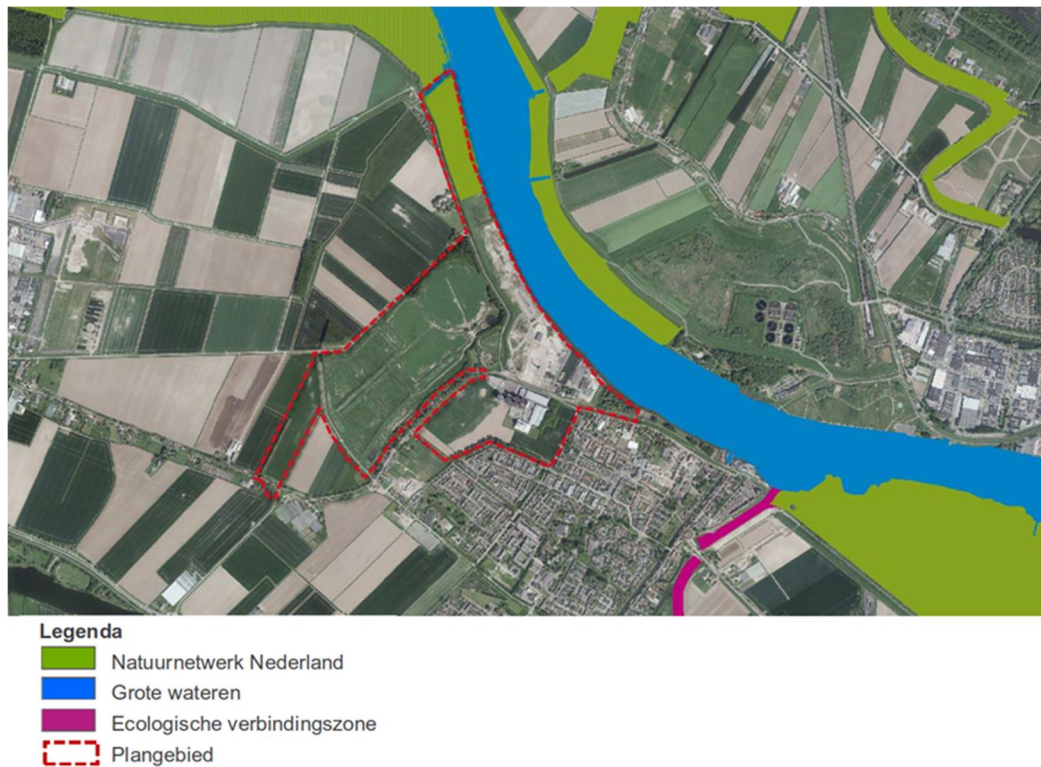 Legenda
Natuurnetwerk Nederland
Grote wateren
Ecologische verbindingszone
Plangebied